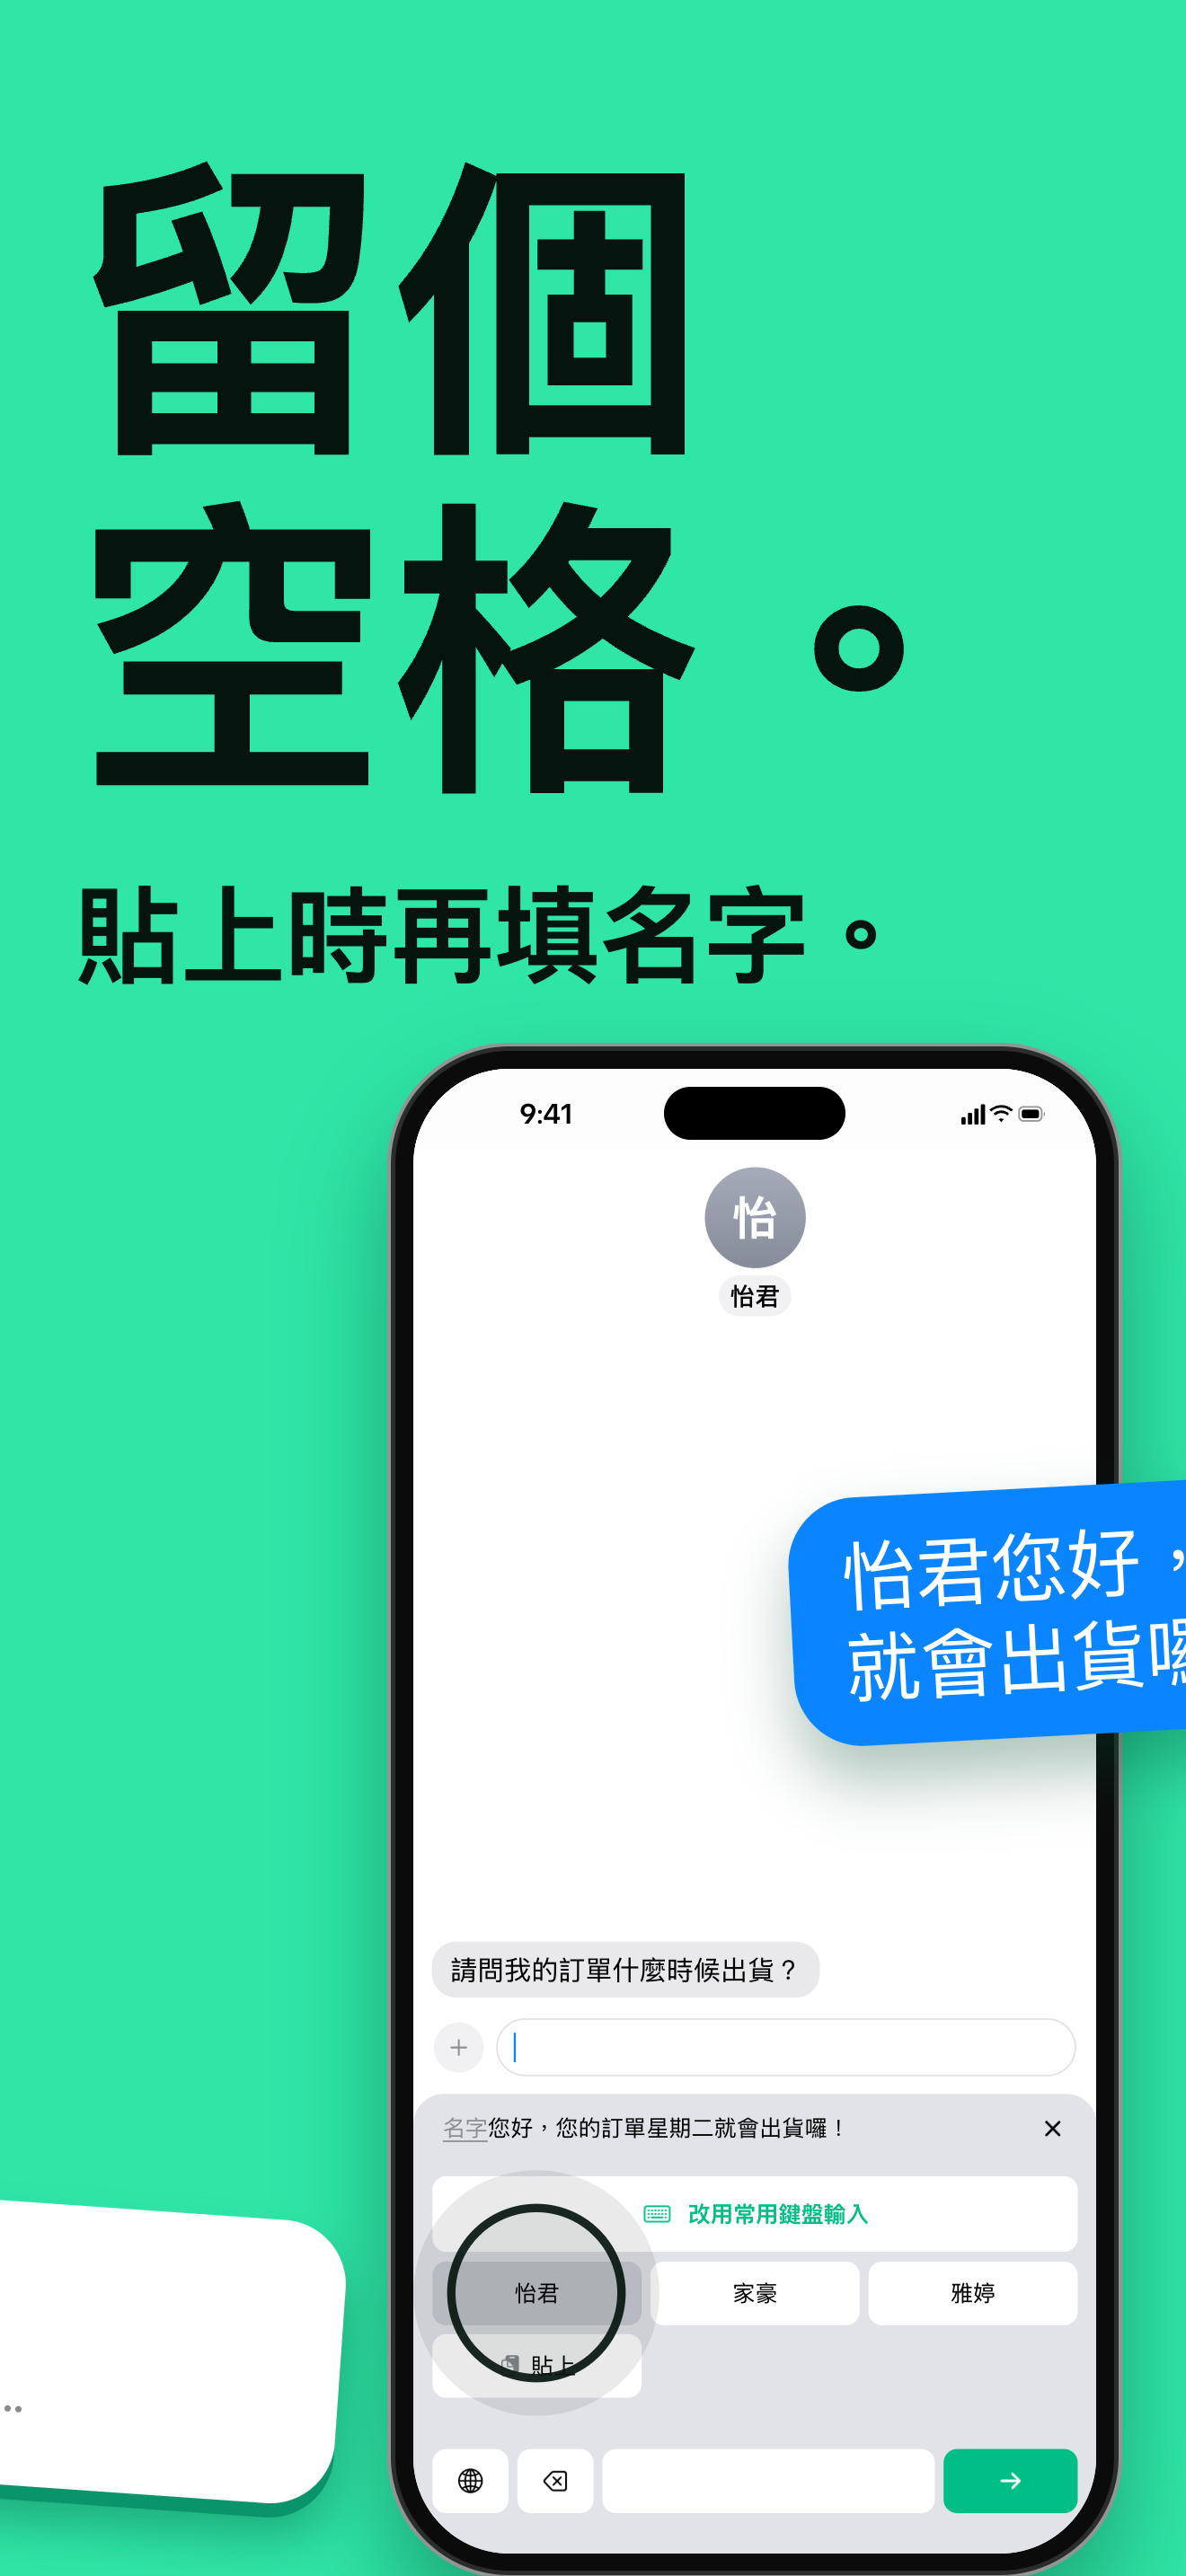 留個
空格。
貼上時再填名字。
9:41
怡
怡君
怡君您好，
就會出貨囉
請問我的訂單什麼時候出貨？
名字您好，您的訂單星期二就會出貨囉！
改用常用鍵盤輸入
怡君
家豪
雅婷
貼上